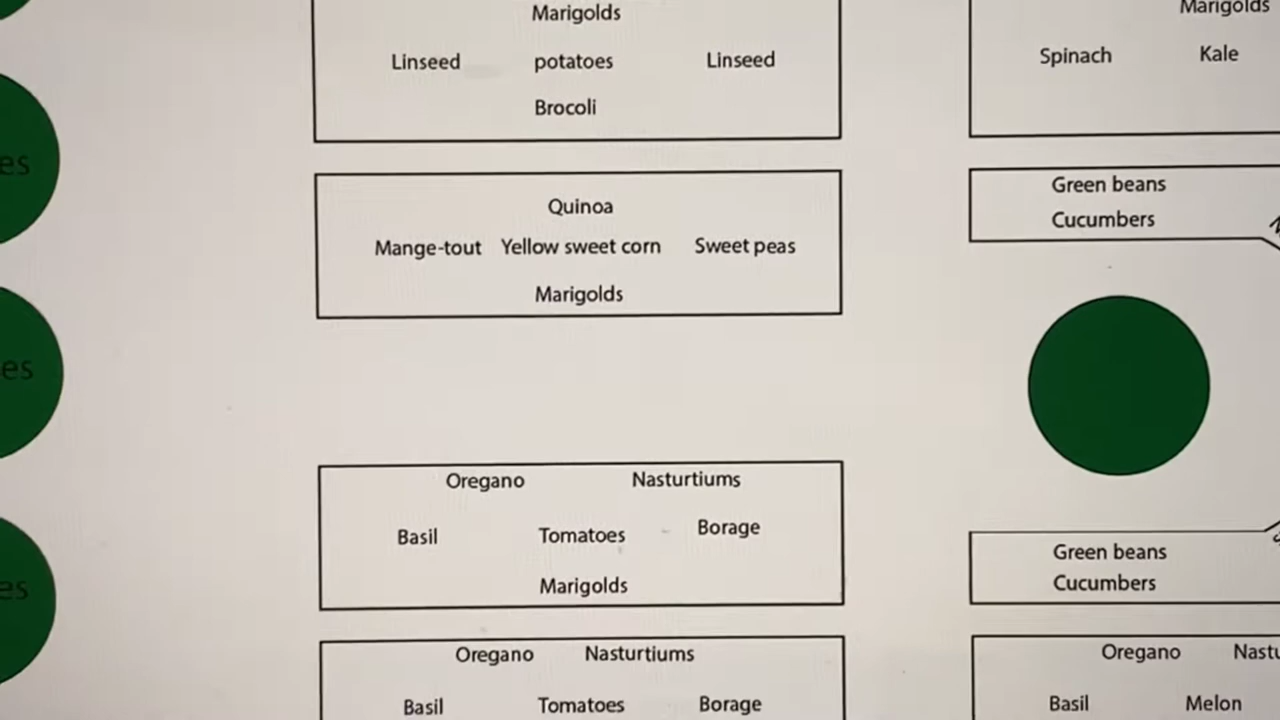 Marigolds
Linseed potatoes Linseed
Brocoli
Marigolds
Spinach Kale
Quinoa
Mange-tout Yellow sweet corn Sweet peas
Marigolds
Green beans
Cucumbers
Oregano Nasturtiums
Basil Tomatoes Borage
Marigolds
Green beans
Cucumbers
Oregano Nasturtiums
Basil Tomatoes Borage
Oregano
Basil Melon